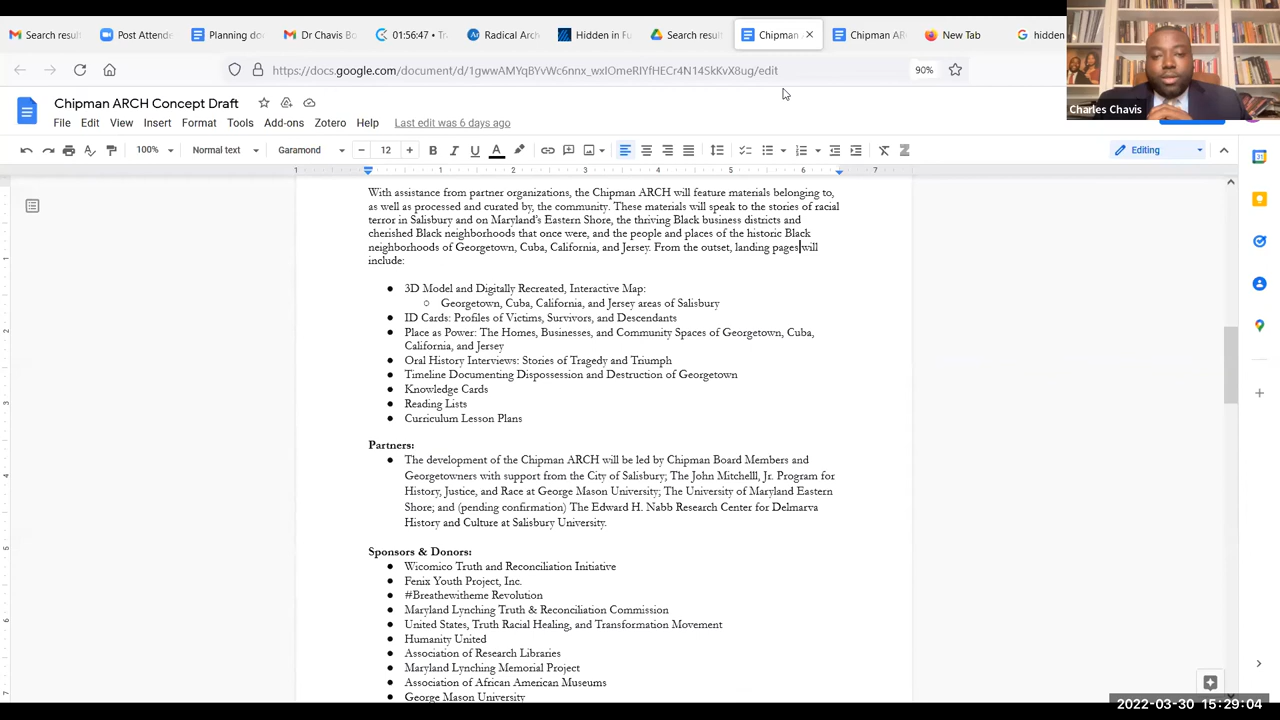 Search result
Post Attende
Planning do
Dr Chavis Bo
01:56:47
Radical Arc
Hidden in Fu
Search resul
Chipman
Chipman AR
New Tab
hidden
https://docs.google.com/document/d/
/edit
90%
Charles Chavis
Chipman ARCH Concept Draft
File Edit View Insert Format Tools Add-ons Zotero Help Last edit was 6 days ago
100% Normal text Garamond 12 B I U A Editing
1 1 2 3 4 5 6 7
With assistance from partner organizations, the Chipman ARCH will feature materials belonging to,
as well as processed and curated by, the community. These materials will speak to the stories of racial
terror in Salisbury and on Maryland's Eastern Shore, the thriving Black business districts and
cherished Black neighborhoods that once were, and the people and places of the historic Black
neighborhoods of Georgetown, Cuba, California, and Jersey. From the outset, landing pages will
include:
● 3D Model and Digitally Recreated, Interactive Map:
○ Georgetown, Cuba, California, and Jersey areas of Salisbury
● ID Cards: Profiles of Victims, Survivors, and Descendants
● Place as Power: The Homes, Businesses, and Community Spaces of Georgetown, Cuba,
California, and Jersey
● Oral History Interviews: Stories of Tragedy and Triumph
● Timeline Documenting Dispossession and Destruction of Georgetown
● Knowledge Cards
● Reading Lists
● Curriculum Lesson Plans
Partners:
● The development of the Chipman ARCH will be led by Chipman Board Members and
Georgetowners with support from the City of Salisbury; The John Mitchelll, Jr. Program for
History, Justice, and Race at George Mason University; The University of Maryland Eastern
Shore; and (pending confirmation) The Edward H. Nabb Research Center for Delmarva
History and Culture at Salisbury University.
Sponsors & Donors:
● Wicomico Truth and Reconciliation Initiative
● Fenix Youth Project, Inc.
● #Breathewitheme Revolution
● Maryland Lynching Truth & Reconciliation Commission
● United States, Truth Racial Healing, and Transformation Movement
● Humanity United
● Association of Research Libraries
● Maryland Lynching Memorial Project
● Association of African American Museums
● George Mason University
2022-03-30 15:29:04